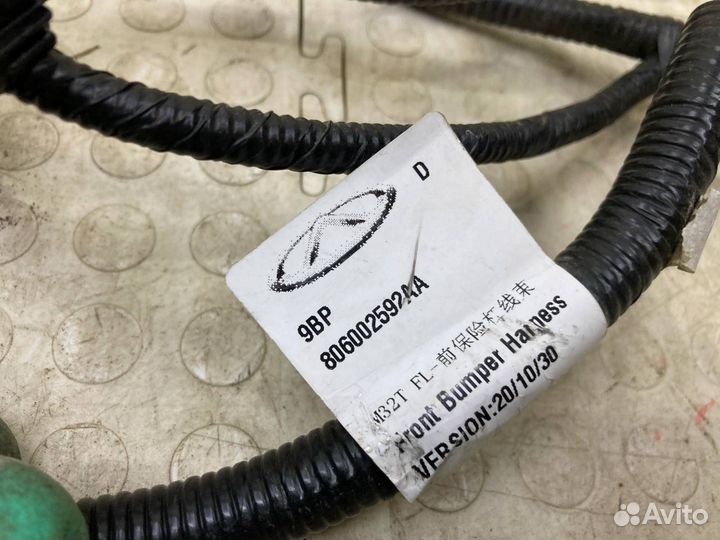 D
9BP
806002592AA
M32T FL-前保险杠线束
Front Bumper Harness
VERSION:20/10/30
Avito